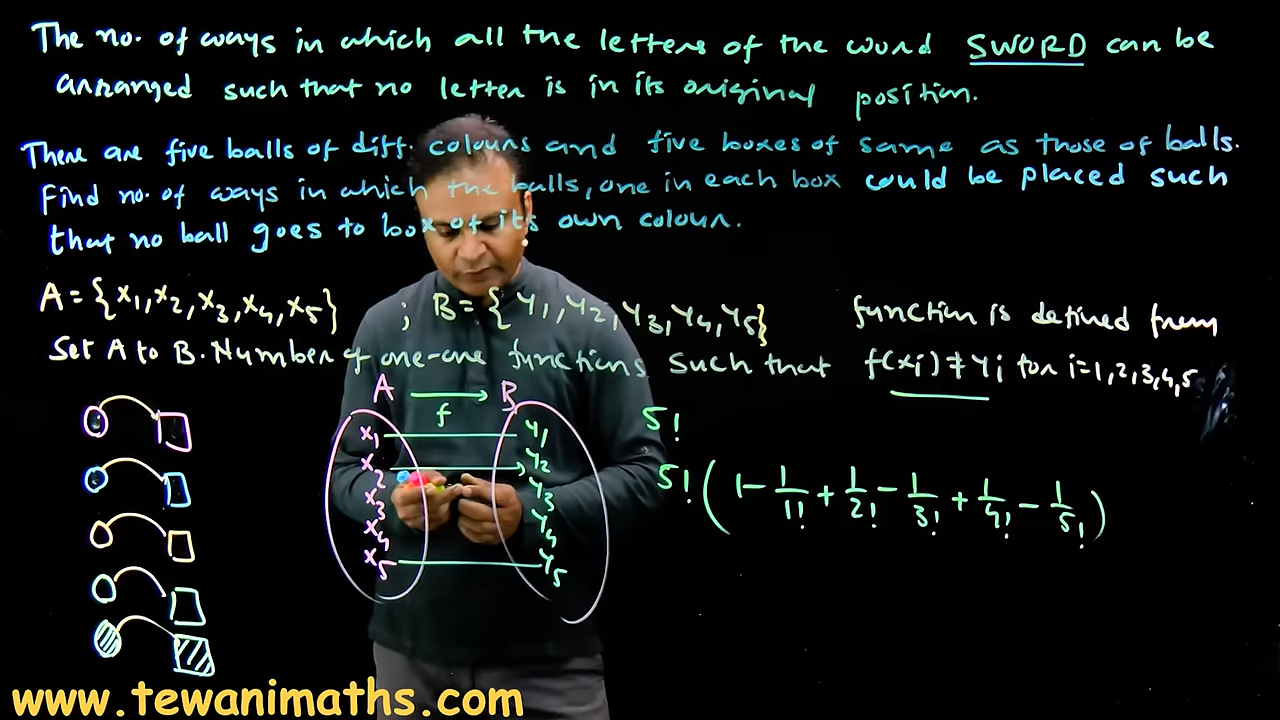 The no. of ways in which all the letters of the word SWORD can be
arranged such that no letter is in its original position.
There are five balls of diff. colours and five boxes of same as those of balls.
Find no. of ways in which the balls, one in each box could be placed such
that no ball goes to box of its own colour.
A = {x₁, x₂, x₃, x₄, x₅} ; B = {y₁, y₂, y₃, y₄, y₅} function is defined from
Set A to B. Number of one-one functions such that f(xᵢ) ≠ yᵢ for i=1,2,3,4,5
A → B
f
x₁ y₁
x₂ y₂
x₃ y₃
x₄ y₄
x₅ y₅
5!
5! (1 - 1/1! + 1/2! - 1/3! + 1/4! - 1/5!)
www.tewanimaths.com